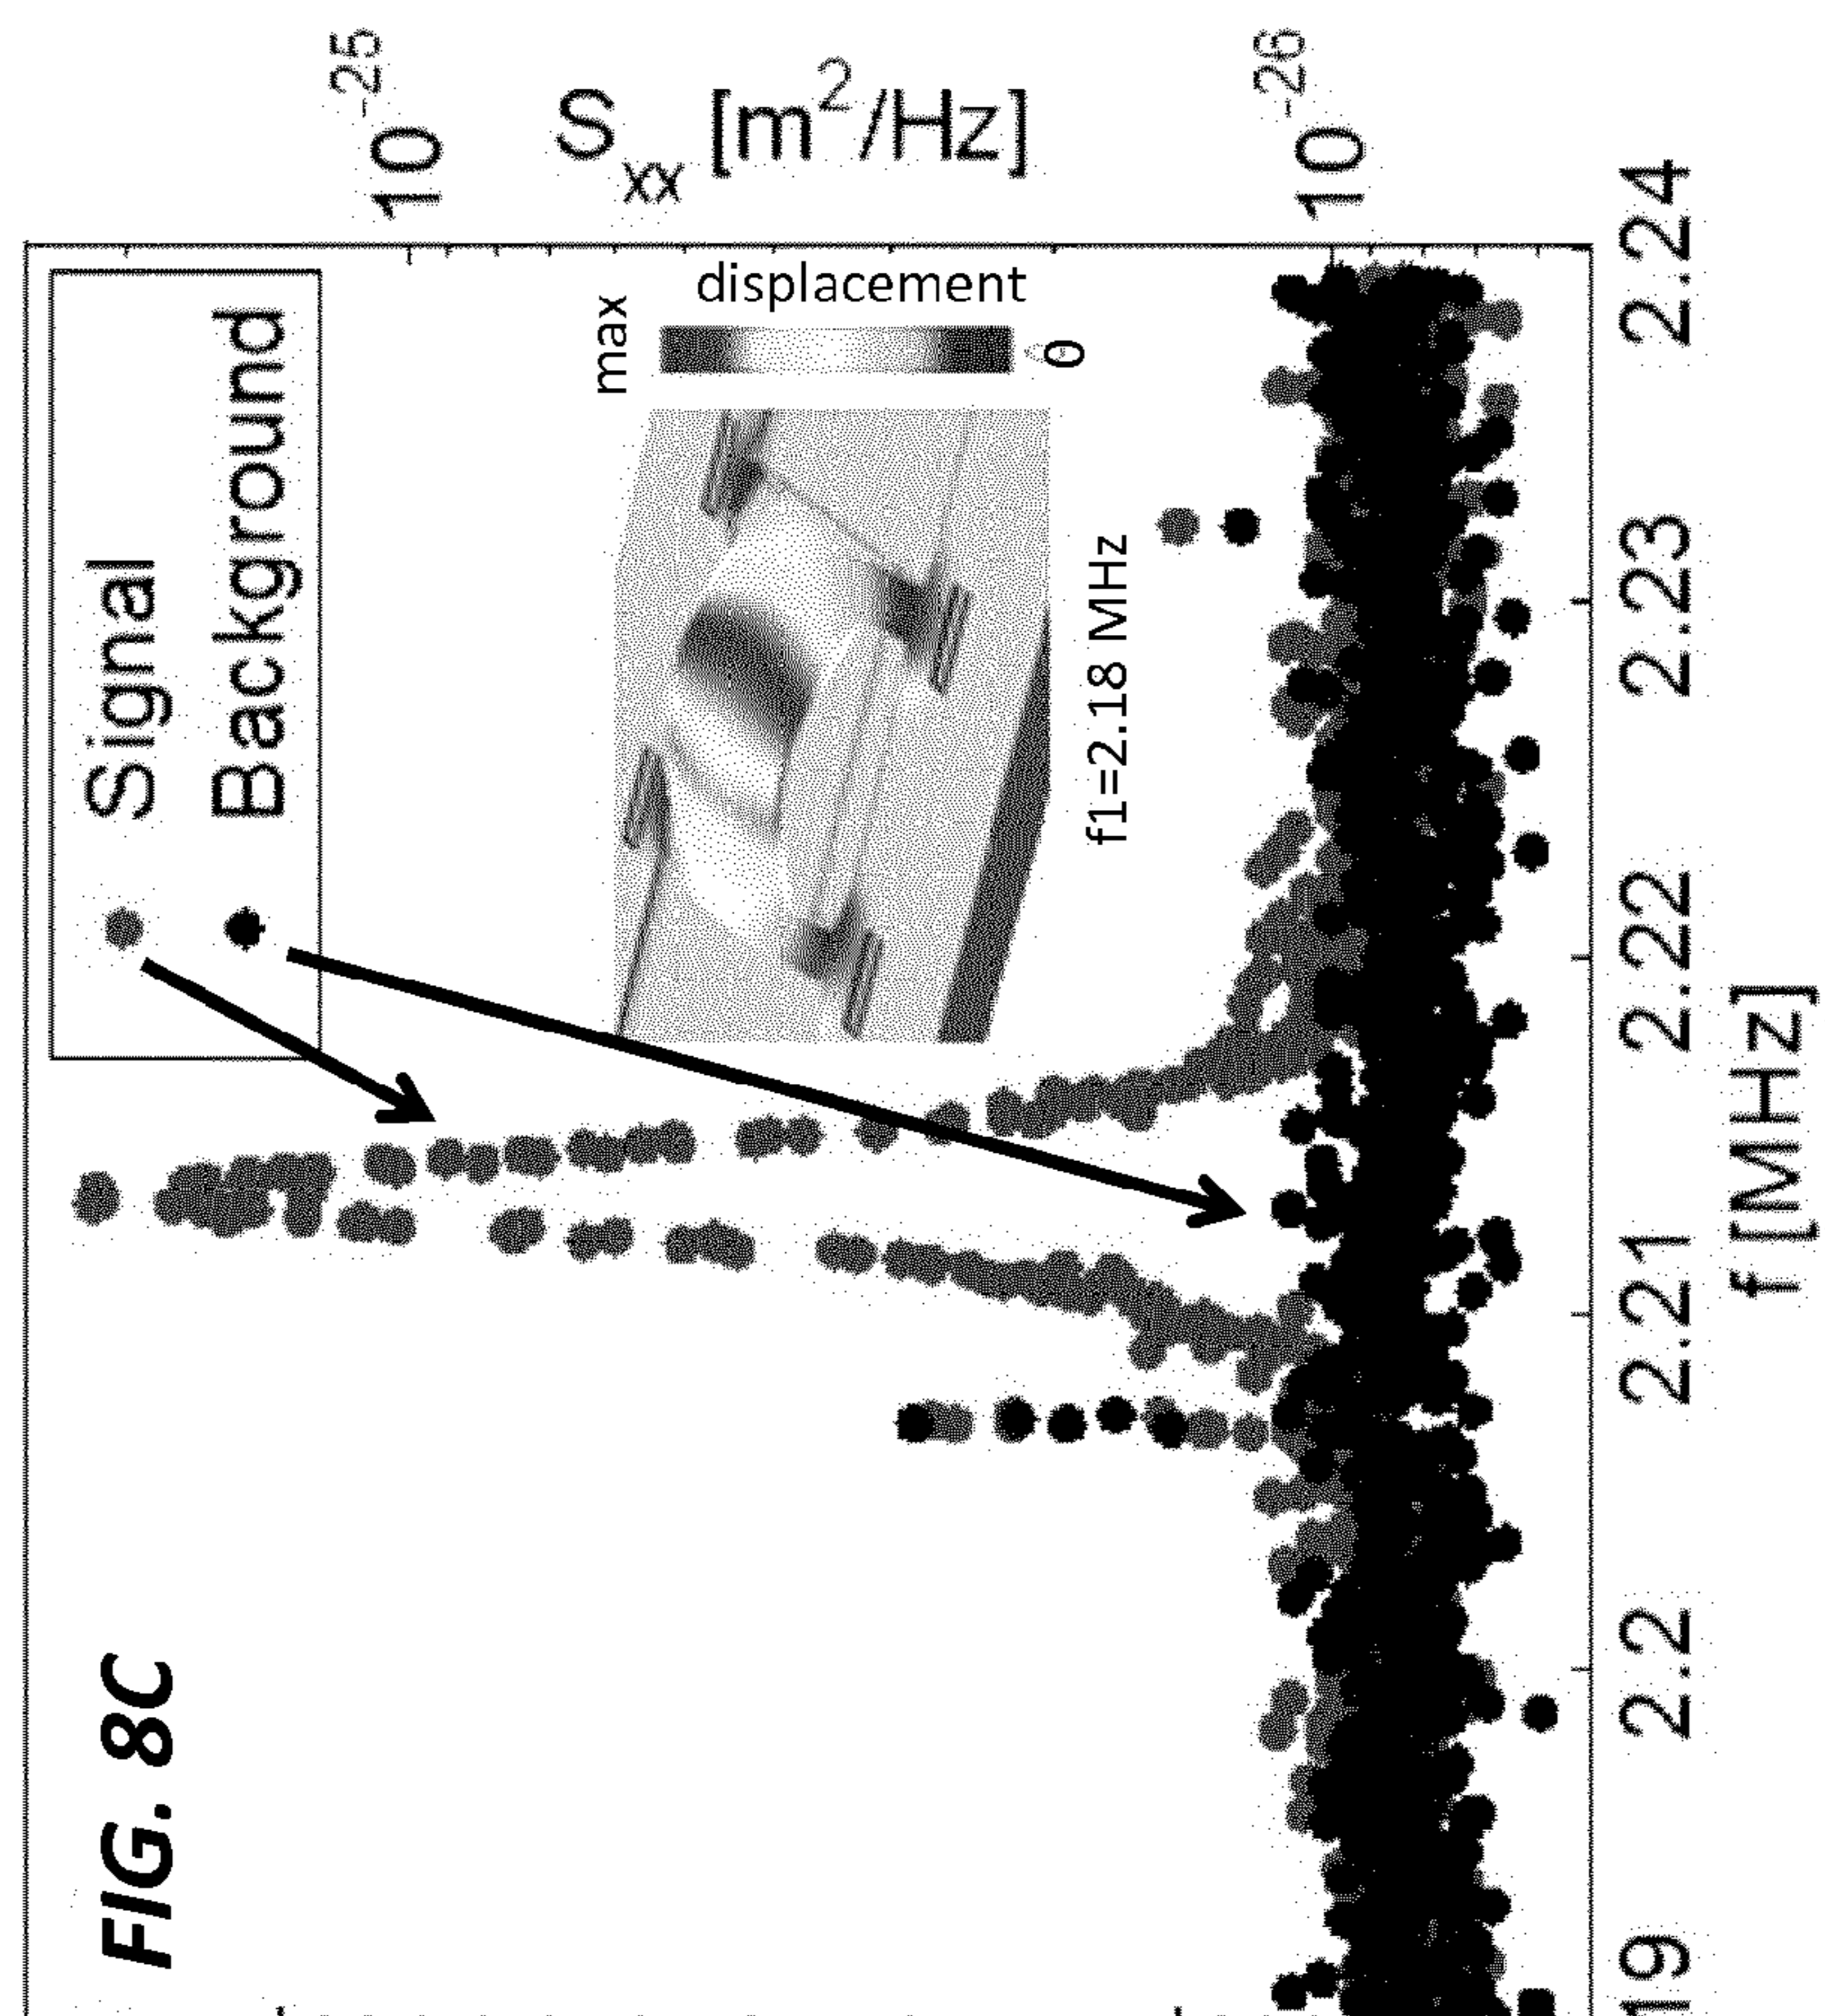 FIG. 8C
Signal
Background
10^-25
S_xx [m^2/Hz]
10^-26
max
displacement
0
f1=2.18 MHz
19
2.2
2.21
2.22
2.23
2.24
f [MHz]